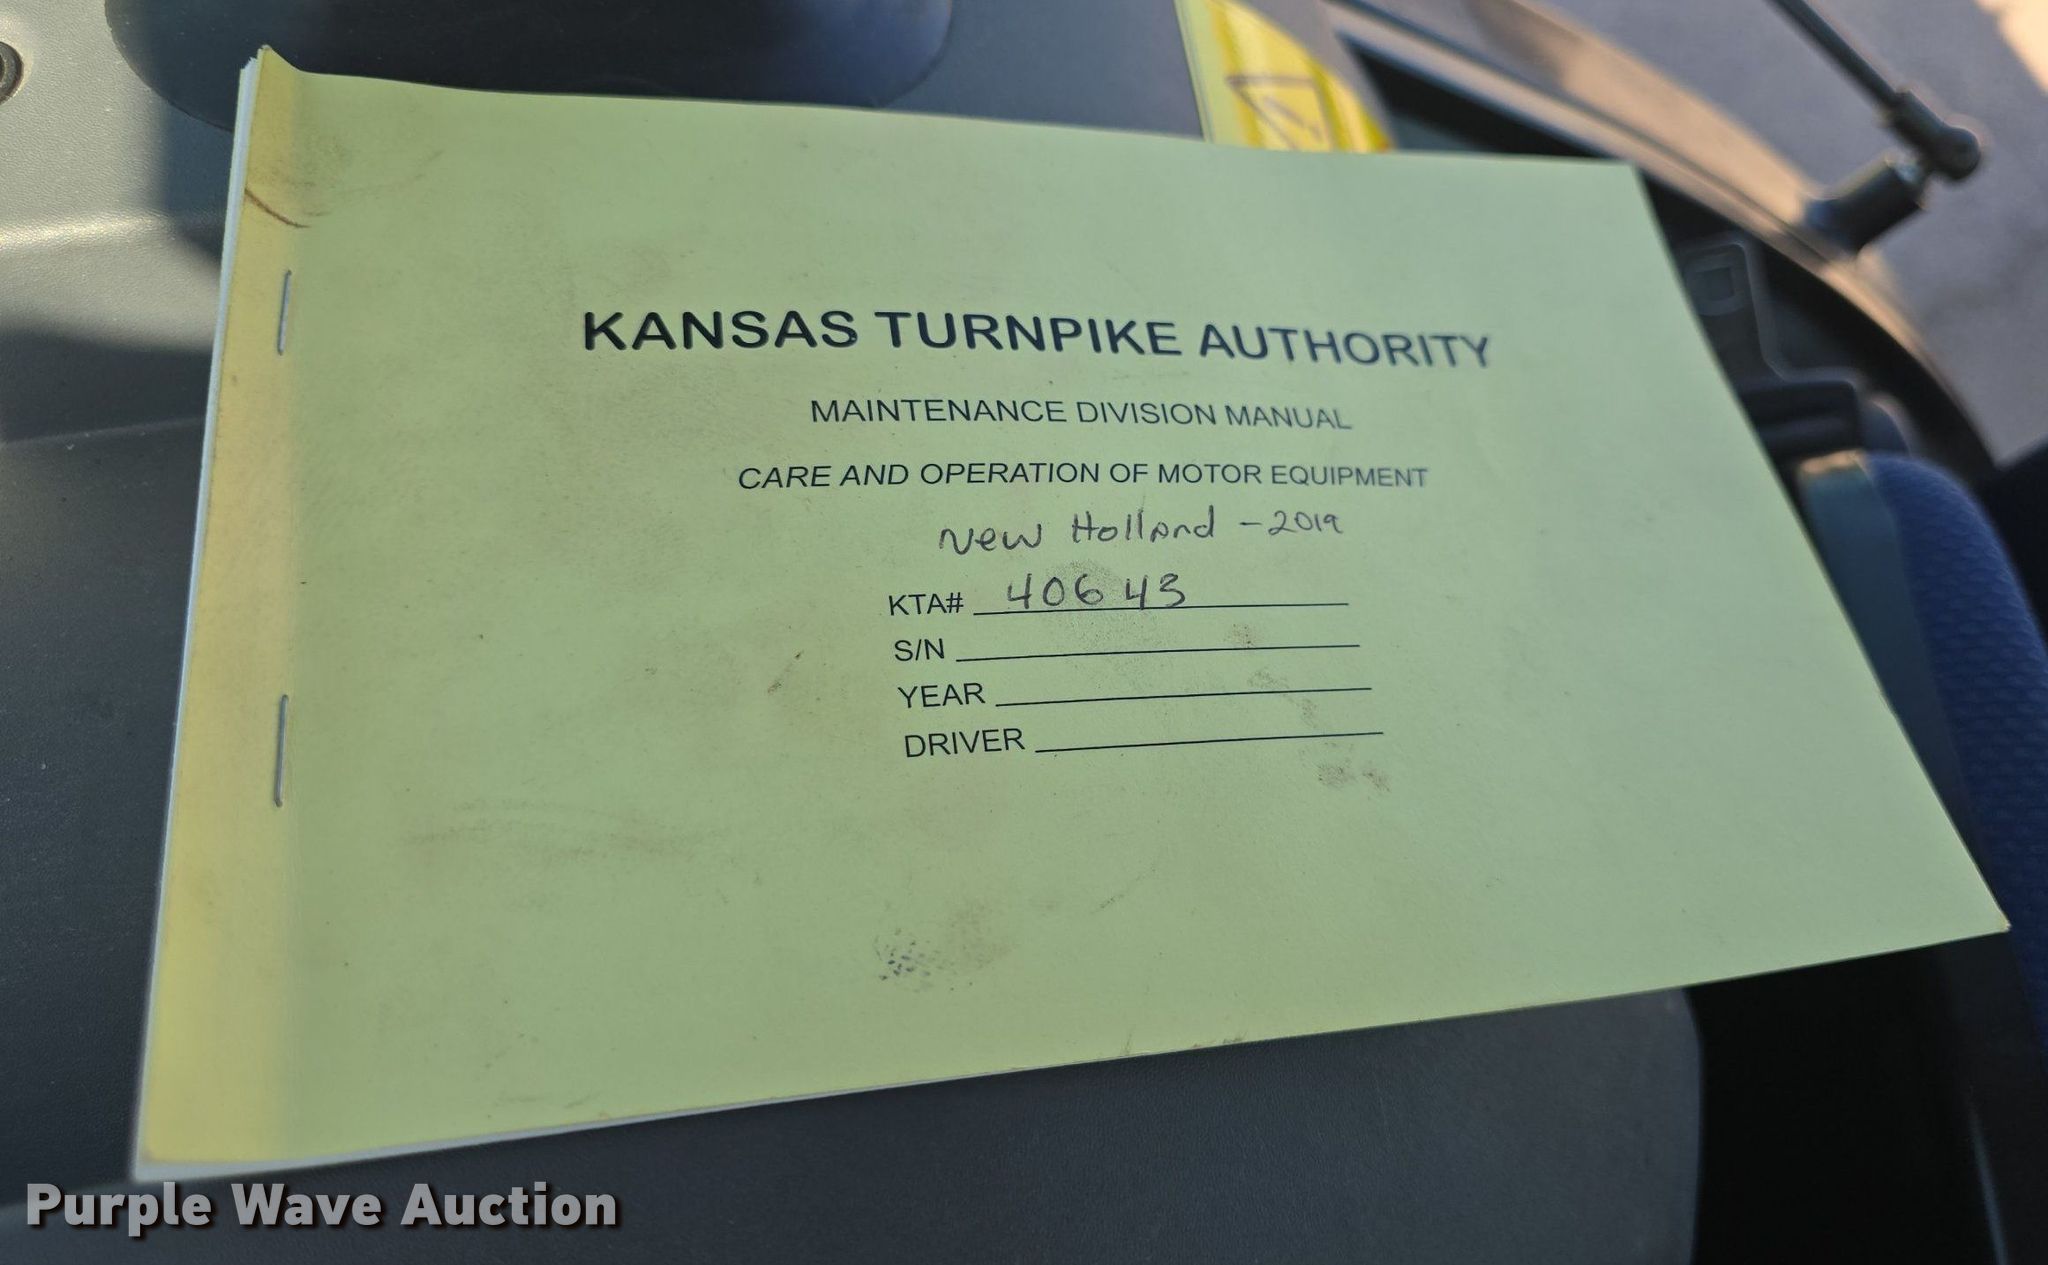 KANSAS TURNPIKE AUTHORITY
MAINTENANCE DIVISION MANUAL
CARE AND OPERATION OF MOTOR EQUIPMENT
New Holland - 2019
KTA# 40643
S/N
YEAR
DRIVER
Purple Wave Auction